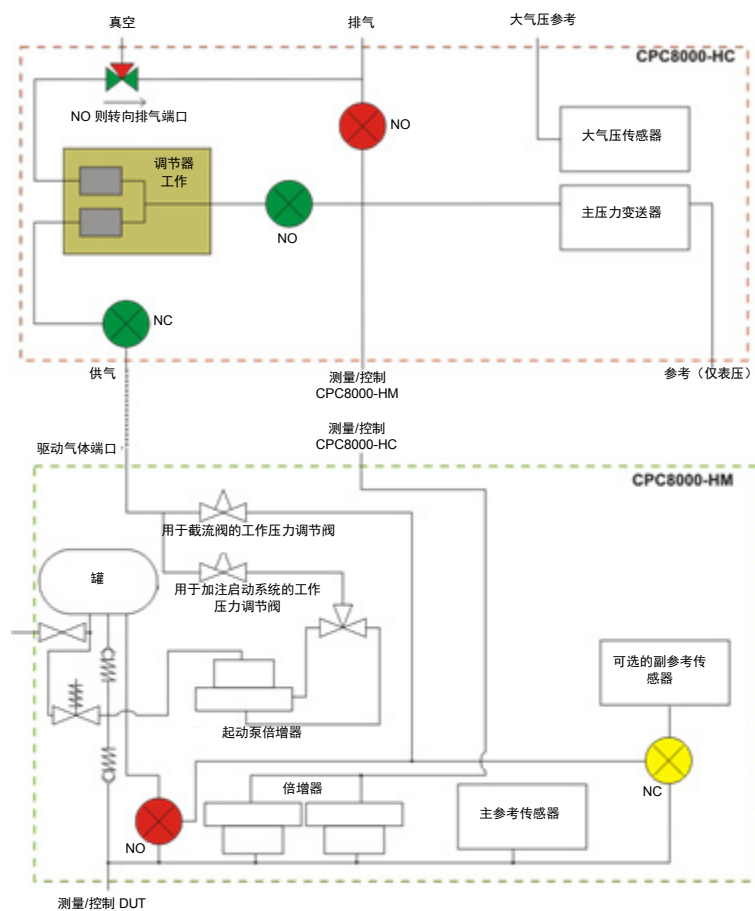 真空
排气
大气压参考
CPC8000-HC
NO 则转向排气端口
NO
大气压传感器
调节器
工作
主压力变送器
NO
NC
供气
测量/控制
CPC8000-HM
参考（仪表压）
测量/控制
CPC8000-HC
驱动气体端口
CPC8000-HM
用于截流阀的工作压力调节阀
罐
用于加注启动系统的工作
压力调节阀
可选的副参考传
感器
起动泵倍增器
倍增器
主参考传感器
NC
NO
测量/控制 DUT